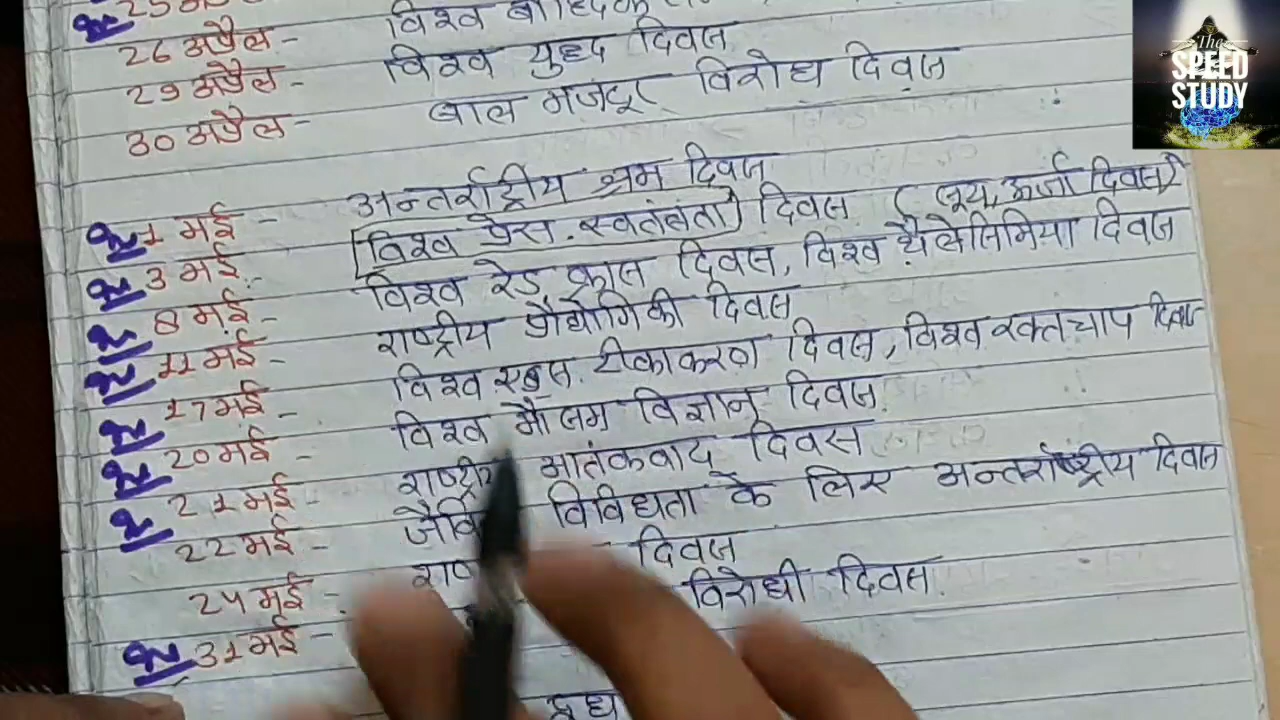 26 अप्रैल - विश्व बौद्धिक
29 अप्रैल - विश्व युद्ध दिवस
30 अप्रैल - बाल मजदूर विरोध दिवस
1 मई - अन्तर्राष्ट्रीय श्रम दिवस
3 मई - विश्व प्रेस स्वतंत्रता दिवस (सूर्य, ऊर्जा दिवस)
8 मई - विश्व रेड क्रास दिवस, विश्व थैलेसिमिया दिवस
11 मई - राष्ट्रीय प्रौद्योगिकी दिवस
17 मई - विश्व एड्स टीकाकरण दिवस, विश्व रक्तचाप दिवस
20 मई - विश्व मौसम विज्ञान दिवस
21 मई - राष्ट्रीय आतंकवाद दिवस
22 मई - जैविक विविधता के लिए अन्तर्राष्ट्रीय दिवस
24 मई - दिवस
31 मई - विरोधी दिवस
The
SPEED
STUDY